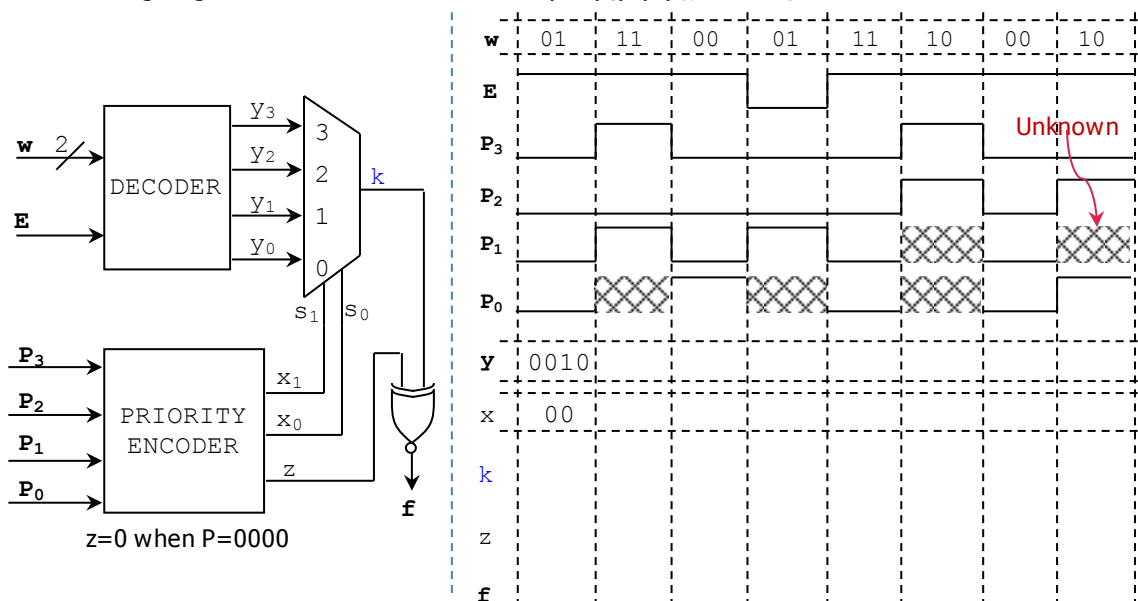 w 2
E
DECODER
y3
y2
y1
y0
3
2
1
0
k
s1 s0
P3
P2
P1
P0
PRIORITY
ENCODER
x1
x0
z
f
z=0 when P=0000
w 01 11 00 01 11 10 00 10
E
P3
Unknown
P2
P1
P0
y 0010
x 00
k
z
f